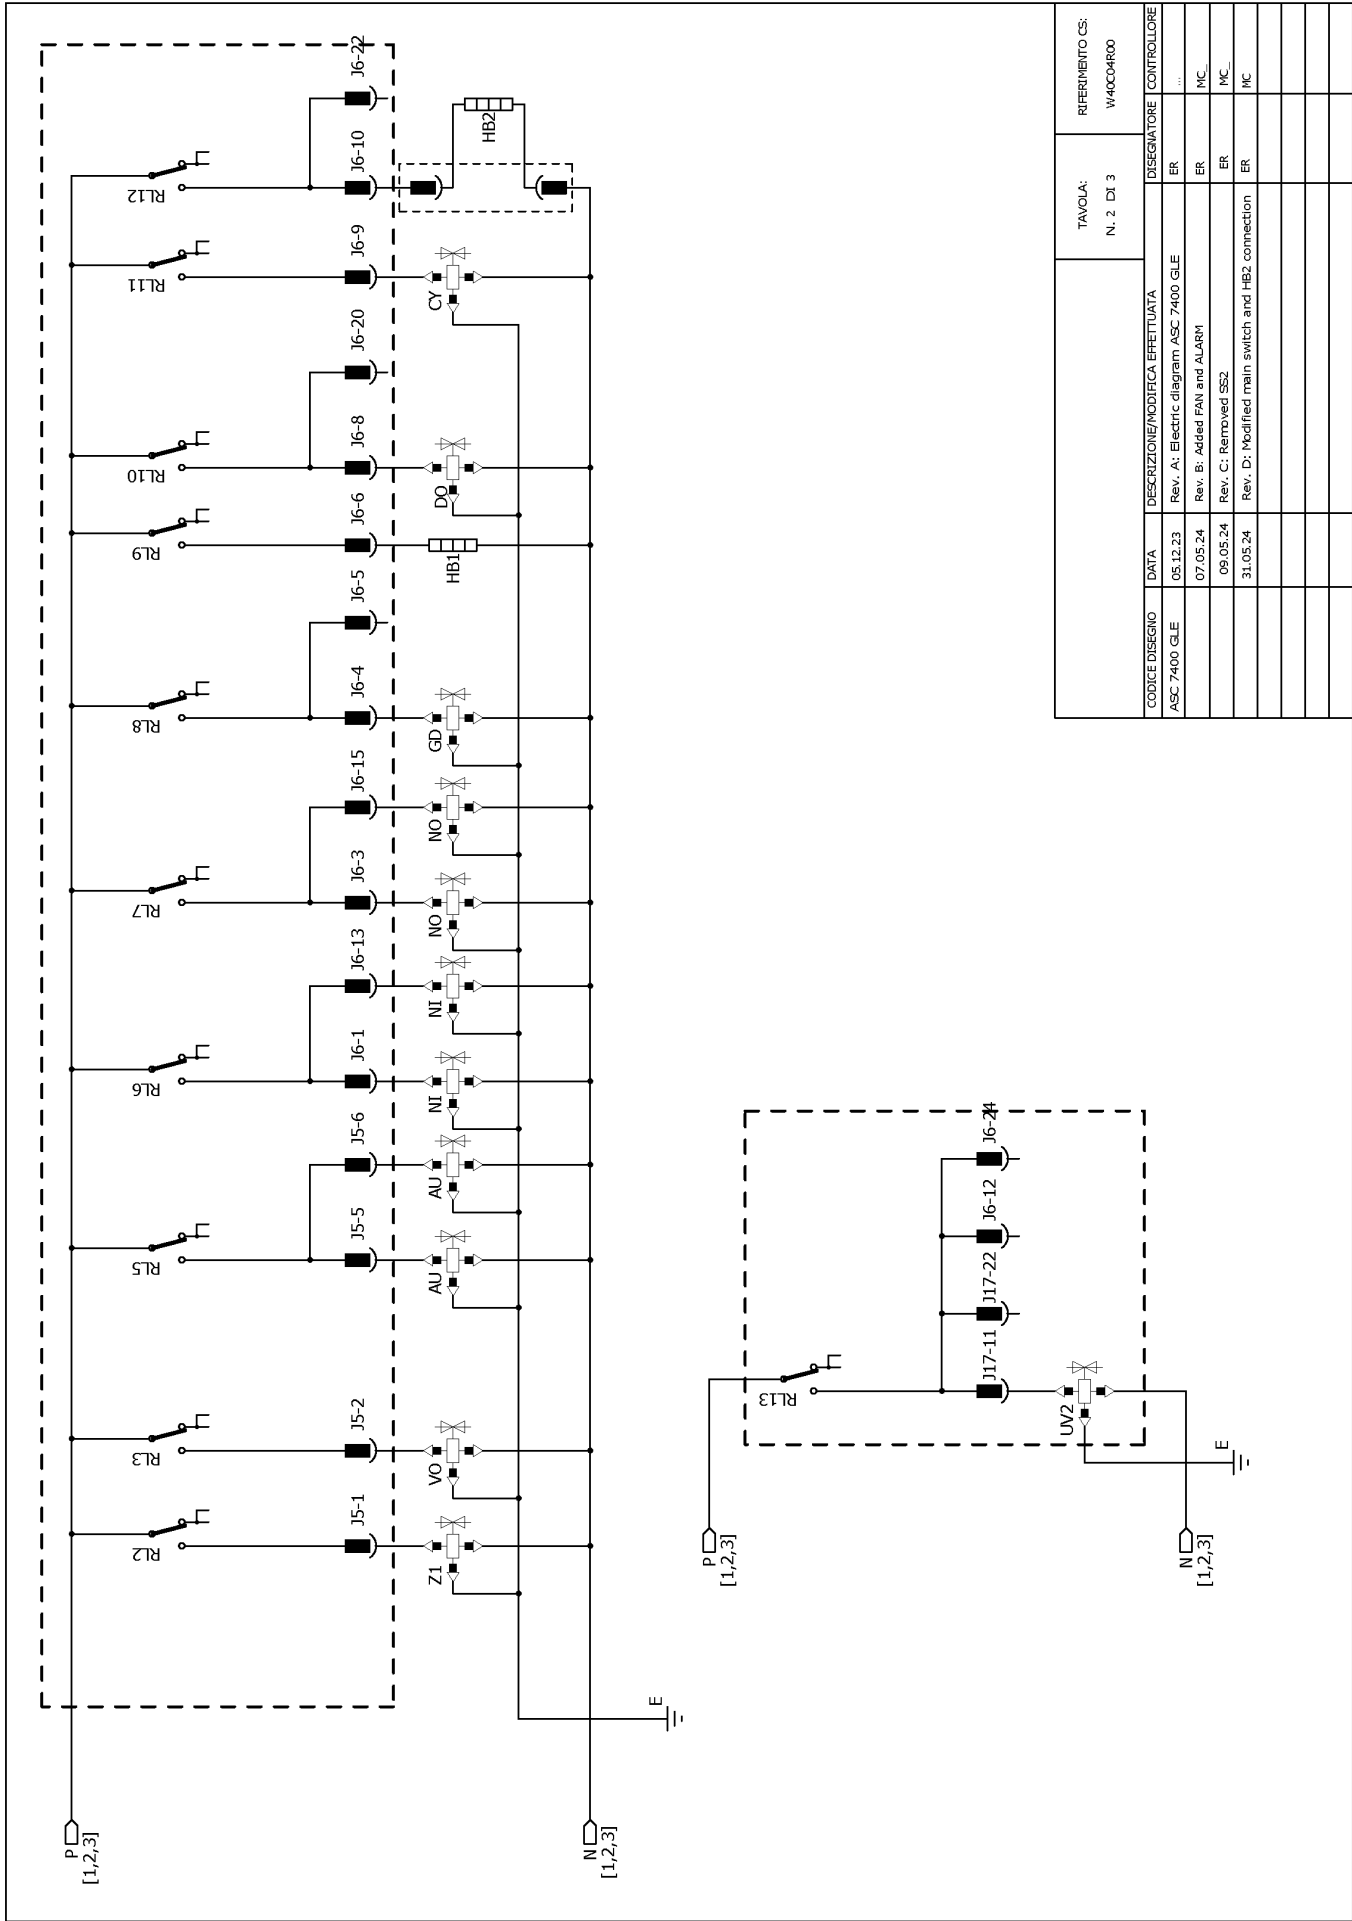 RL2
RL3
RL5
RL6
RL7
RL8
RL9
RL10
RL11
RL12
J5-1
J5-2
J5-5
J5-6
J6-1
J6-13
J6-3
J6-15
J6-4
J6-5
J6-6
J6-8
J6-20
J6-9
J6-10
J6-22
Z1
VO
AU
AU
NI
NI
NO
NO
GD
HB1
DO
CY
HB2
P
[1,2,3]
N
[1,2,3]
E
RL13
J17-11
J17-22
J6-12
J6-24
UV2
P
[1,2,3]
N
[1,2,3]
E
TAVOLA:
N. 2 DI 3
RIFERIMENTO CS:
W40C04R00
CODICE DISEGNO DATA DESCRIZIONE/MODIFICA EFFETTUATA DISEGNATORE CONTROLLORE
ASC 7400 GLE 05.12.23 Rev. A: Electric diagram ASC 7400 GLE ER ...
07.05.24 Rev. B: Added FAN and ALARM ER MC_
09.05.24 Rev. C: Removed SS2 ER MC_
31.05.24 Rev. D: Modified main switch and HB2 connection ER MC